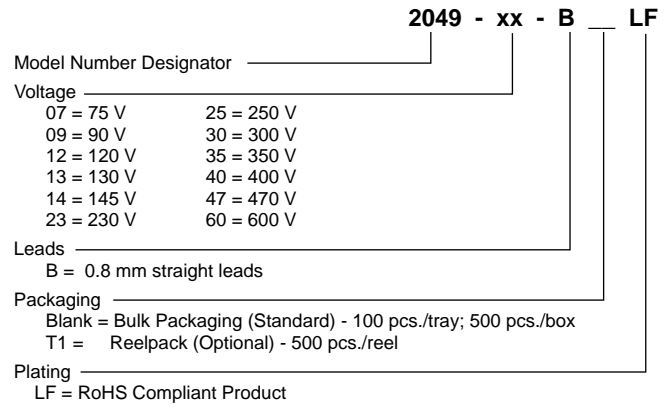 2049 - xx - B __ LF
Model Number Designator
Voltage
07 = 75 V 25 = 250 V
09 = 90 V 30 = 300 V
12 = 120 V 35 = 350 V
13 = 130 V 40 = 400 V
14 = 145 V 47 = 470 V
23 = 230 V 60 = 600 V
Leads
B = 0.8 mm straight leads
Packaging
Blank = Bulk Packaging (Standard) - 100 pcs./tray; 500 pcs./box
T1 = Reelpack (Optional) - 500 pcs./reel
Plating
LF = RoHS Compliant Product